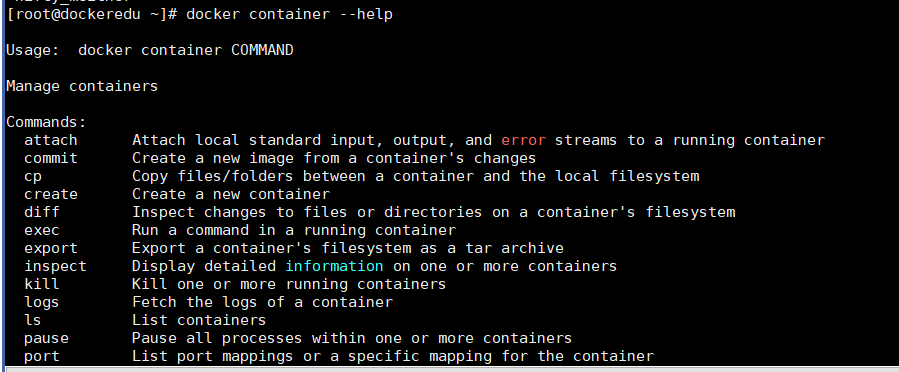 [root@dockeredu ~]# docker container --help
Usage:  docker container COMMAND
Manage containers
Commands:
  attach      Attach local standard input, output, and error streams to a running container
  commit      Create a new image from a container's changes
  cp          Copy files/folders between a container and the local filesystem
  create      Create a new container
  diff        Inspect changes to files or directories on a container's filesystem
  exec        Run a command in a running container
  export      Export a container's filesystem as a tar archive
  inspect     Display detailed information on one or more containers
  kill        Kill one or more running containers
  logs        Fetch the logs of a container
  ls          List containers
  pause       Pause all processes within one or more containers
  port        List port mappings or a specific mapping for the container